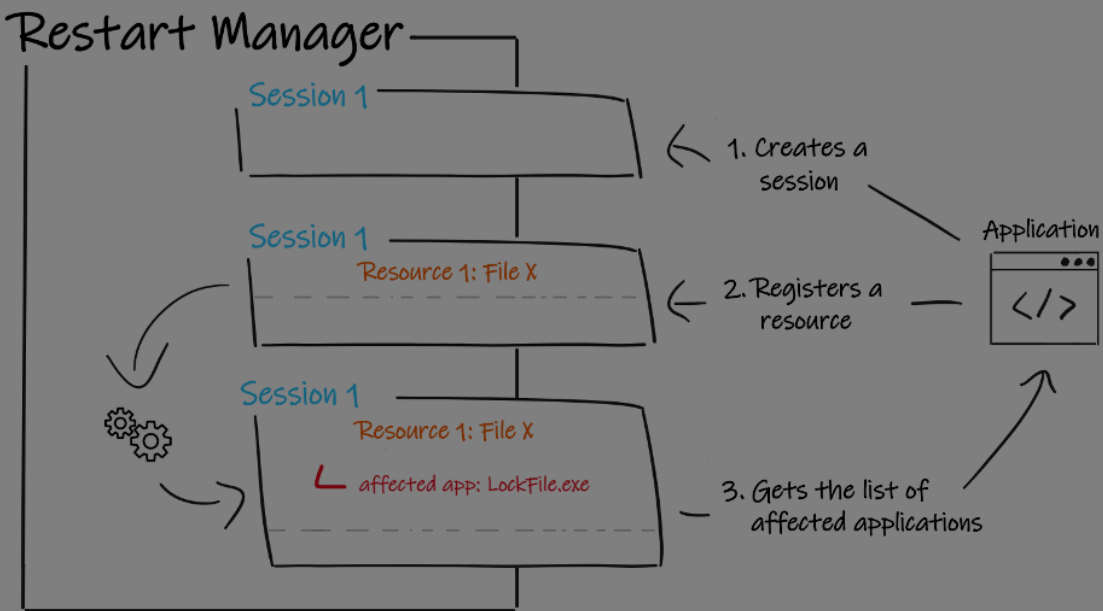 Restart Manager
Session 1
1. Creates a
session
Application
</>
Session 1
Resource 1: File X
2. Registers a
resource
Session 1
Resource 1: File X
affected app: LockFile.exe
3. Gets the list of
affected applications